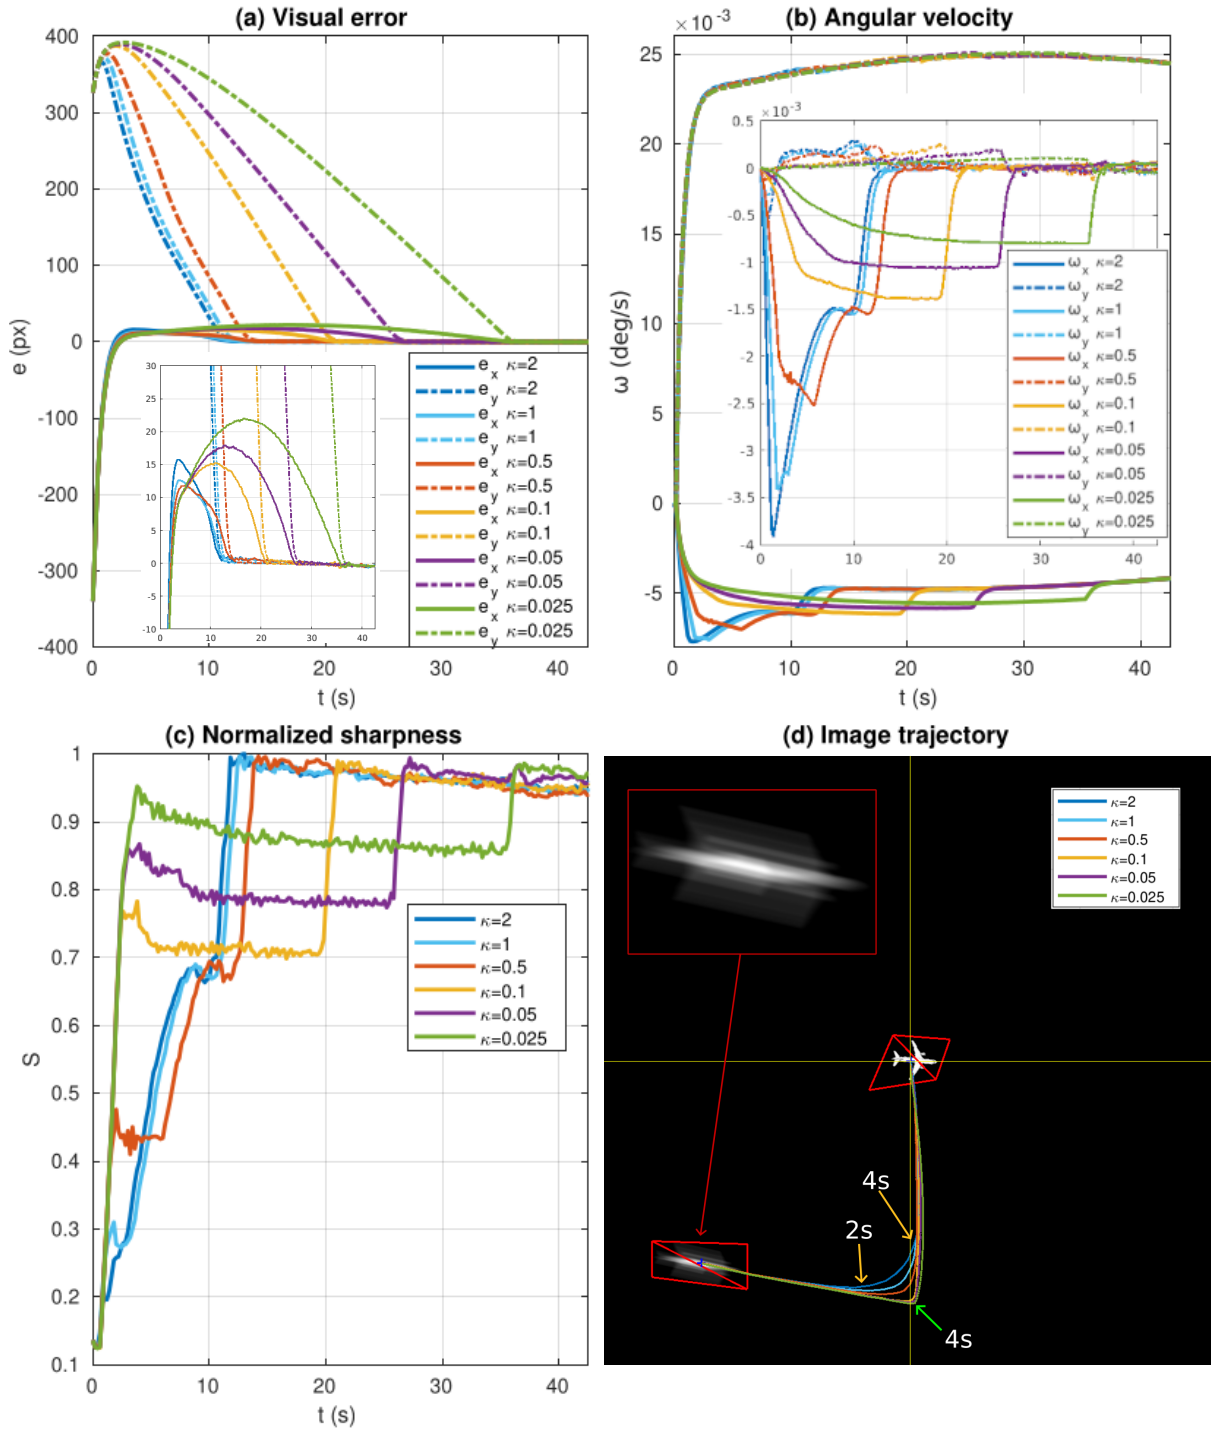 (a) Visual error
400
300
200
100
0
-100
-200
-300
-400
e (px)
0
10
20
30
40
t (s)
30
25
20
15
10
5
0
-5
-10
0
10
20
30
40
e_x κ=2
e_y κ=2
e_x κ=1
e_y κ=1
e_x κ=0.5
e_y κ=0.5
e_x κ=0.1
e_y κ=0.1
e_x κ=0.05
e_y κ=0.05
e_x κ=0.025
e_y κ=0.025
(b) Angular velocity
×10⁻³
25
20
15
10
5
0
-5
ω (deg/s)
0
10
20
30
40
t (s)
×10⁻³
0.5
0
-0.5
-1
-1.5
-2
-2.5
-3
-3.5
-4
0
10
20
30
40
ω_x κ=2
ω_y κ=2
ω_x κ=1
ω_y κ=1
ω_x κ=0.5
ω_y κ=0.5
ω_x κ=0.1
ω_y κ=0.1
ω_x κ=0.05
ω_y κ=0.05
ω_x κ=0.025
ω_y κ=0.025
(c) Normalized sharpness
1
0.9
0.8
0.7
0.6
0.5
0.4
0.3
0.2
0.1
S
0
10
20
30
40
t (s)
κ=2
κ=1
κ=0.5
κ=0.1
κ=0.05
κ=0.025
(d) Image trajectory
κ=2
κ=1
κ=0.5
κ=0.1
κ=0.05
κ=0.025
4s
2s
4s